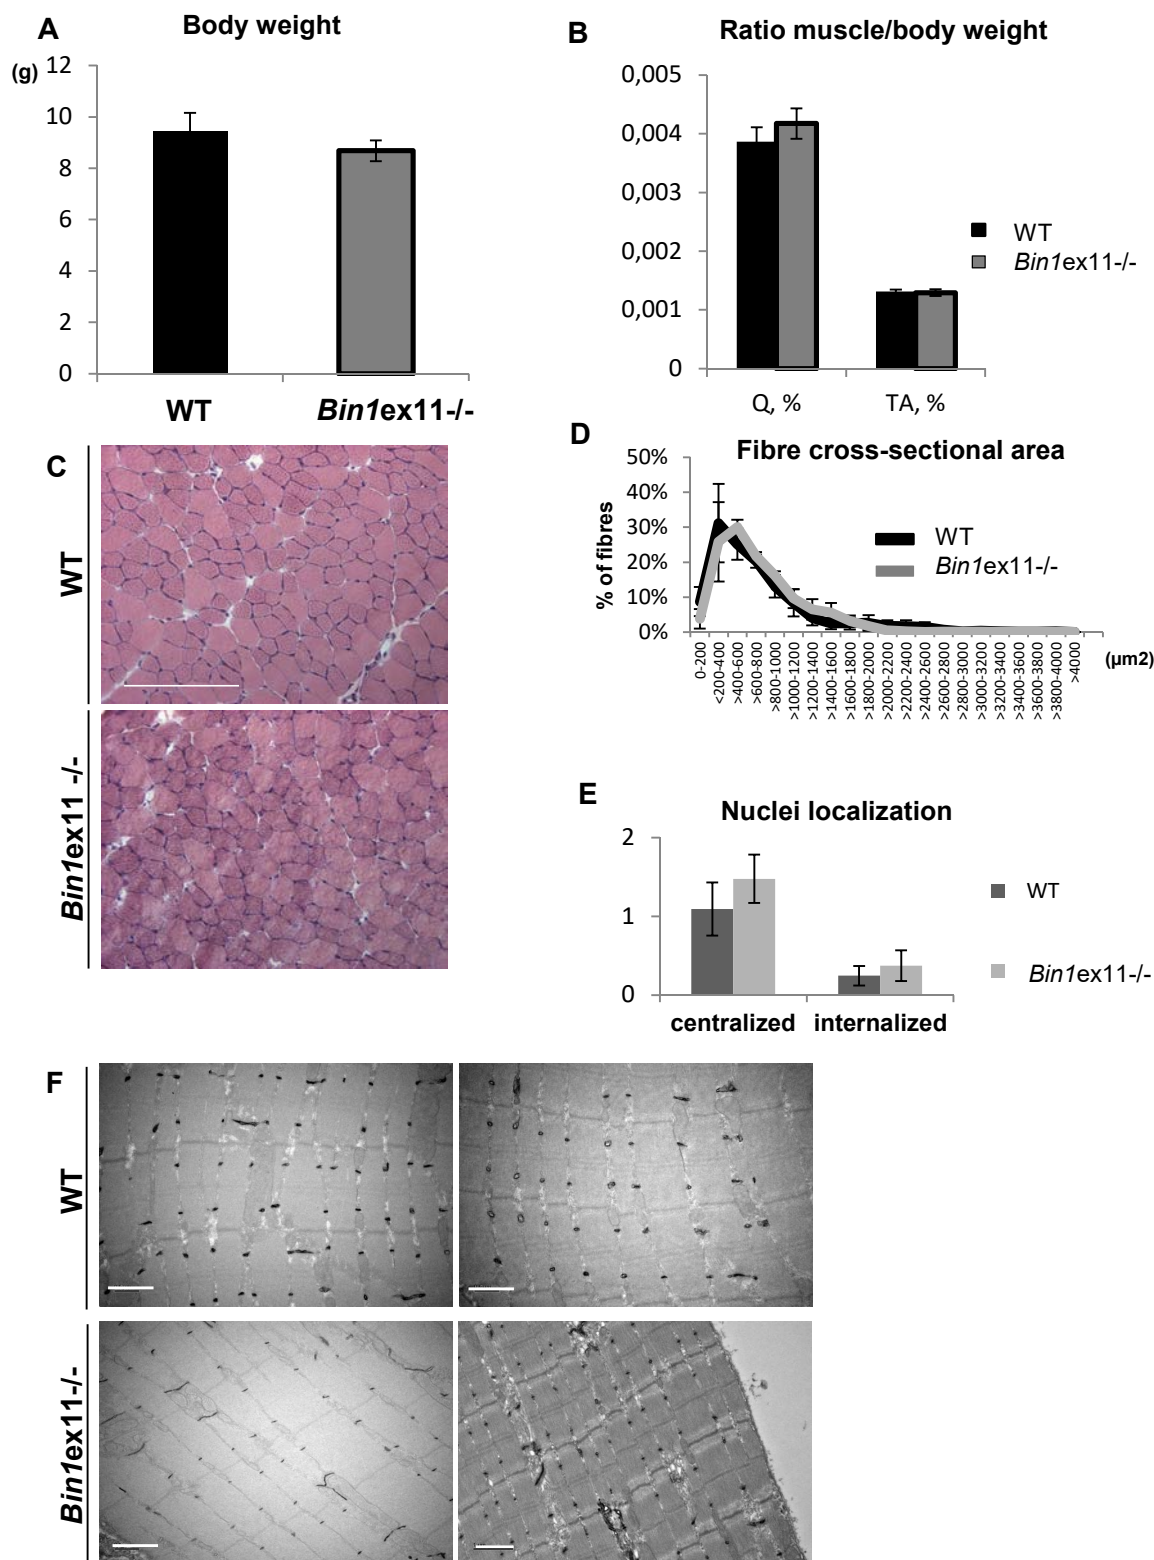 A
Body weight
(g)
12
10
8
6
4
2
0
WT
Bin1ex11-/-
B
Ratio muscle/body weight
0,005
0,004
0,003
0,002
0,001
0
WT
Bin1ex11-/-
Q, %
TA, %
C
WT
Bin1ex11 -/-
D
Fibre cross-sectional area
% of fibres
50%
40%
30%
20%
10%
0%
WT
Bin1ex11-/-
0-200
<200-400
>400-600
>600-800
>800-1000
>1000-1200
>1200-1400
>1400-1600
>1600-1800
>1800-2000
>2000-2200
>2200-2400
>2400-2600
>2600-2800
>2800-3000
>3000-3200
>3200-3400
>3400-3600
>3600-3800
>3800-4000
>4000
(µm2)
E
Nuclei localization
2
1
0
WT
Bin1ex11-/-
centralized
internalized
F
WT
Bin1ex11-/-